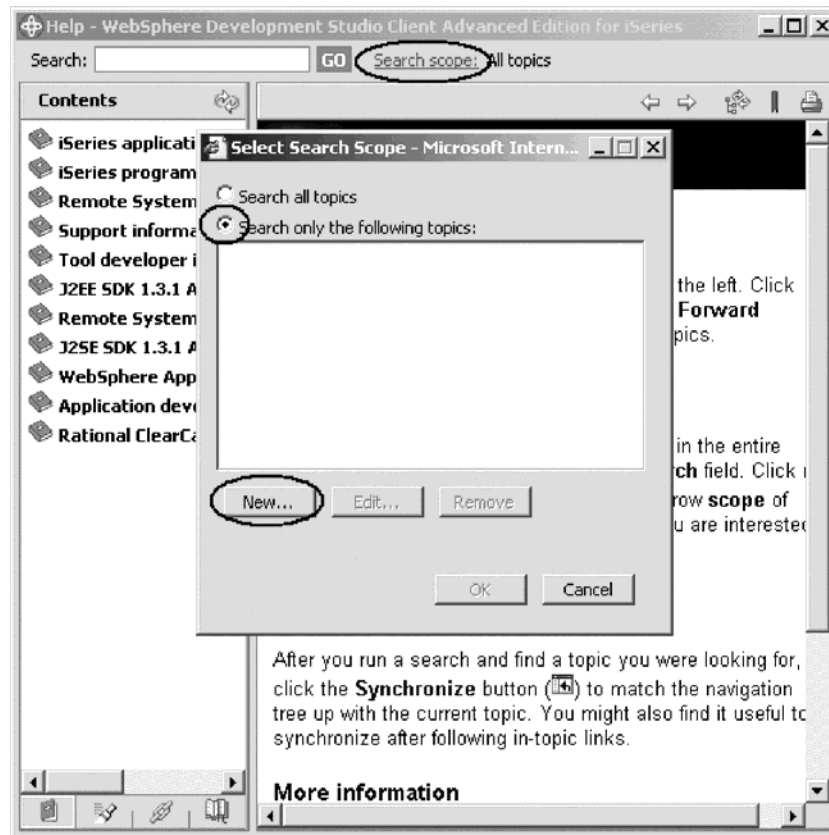 Help - WebSphere Development Studio Client Advanced Edition for iSeries
Search: GO Search scope: All topics
Contents
iSeries applicati
iSeries program
Remote System
Support informa
Tool developer i
J2EE SDK 1.3.1 A
Remote System
J2SE SDK 1.3.1 A
WebSphere App
Application deve
Rational ClearCa
Select Search Scope - Microsoft Intern...
Search all topics
Search only the following topics:
New... Edit... Remove
OK Cancel
the left. Click
Forward
pics.
in the entire
ch field. Click
row scope of
u are interested
After you run a search and find a topic you were looking for,
click the Synchronize button ( ) to match the navigation
tree up with the current topic. You might also find it useful to
synchronize after following in-topic links.
More information